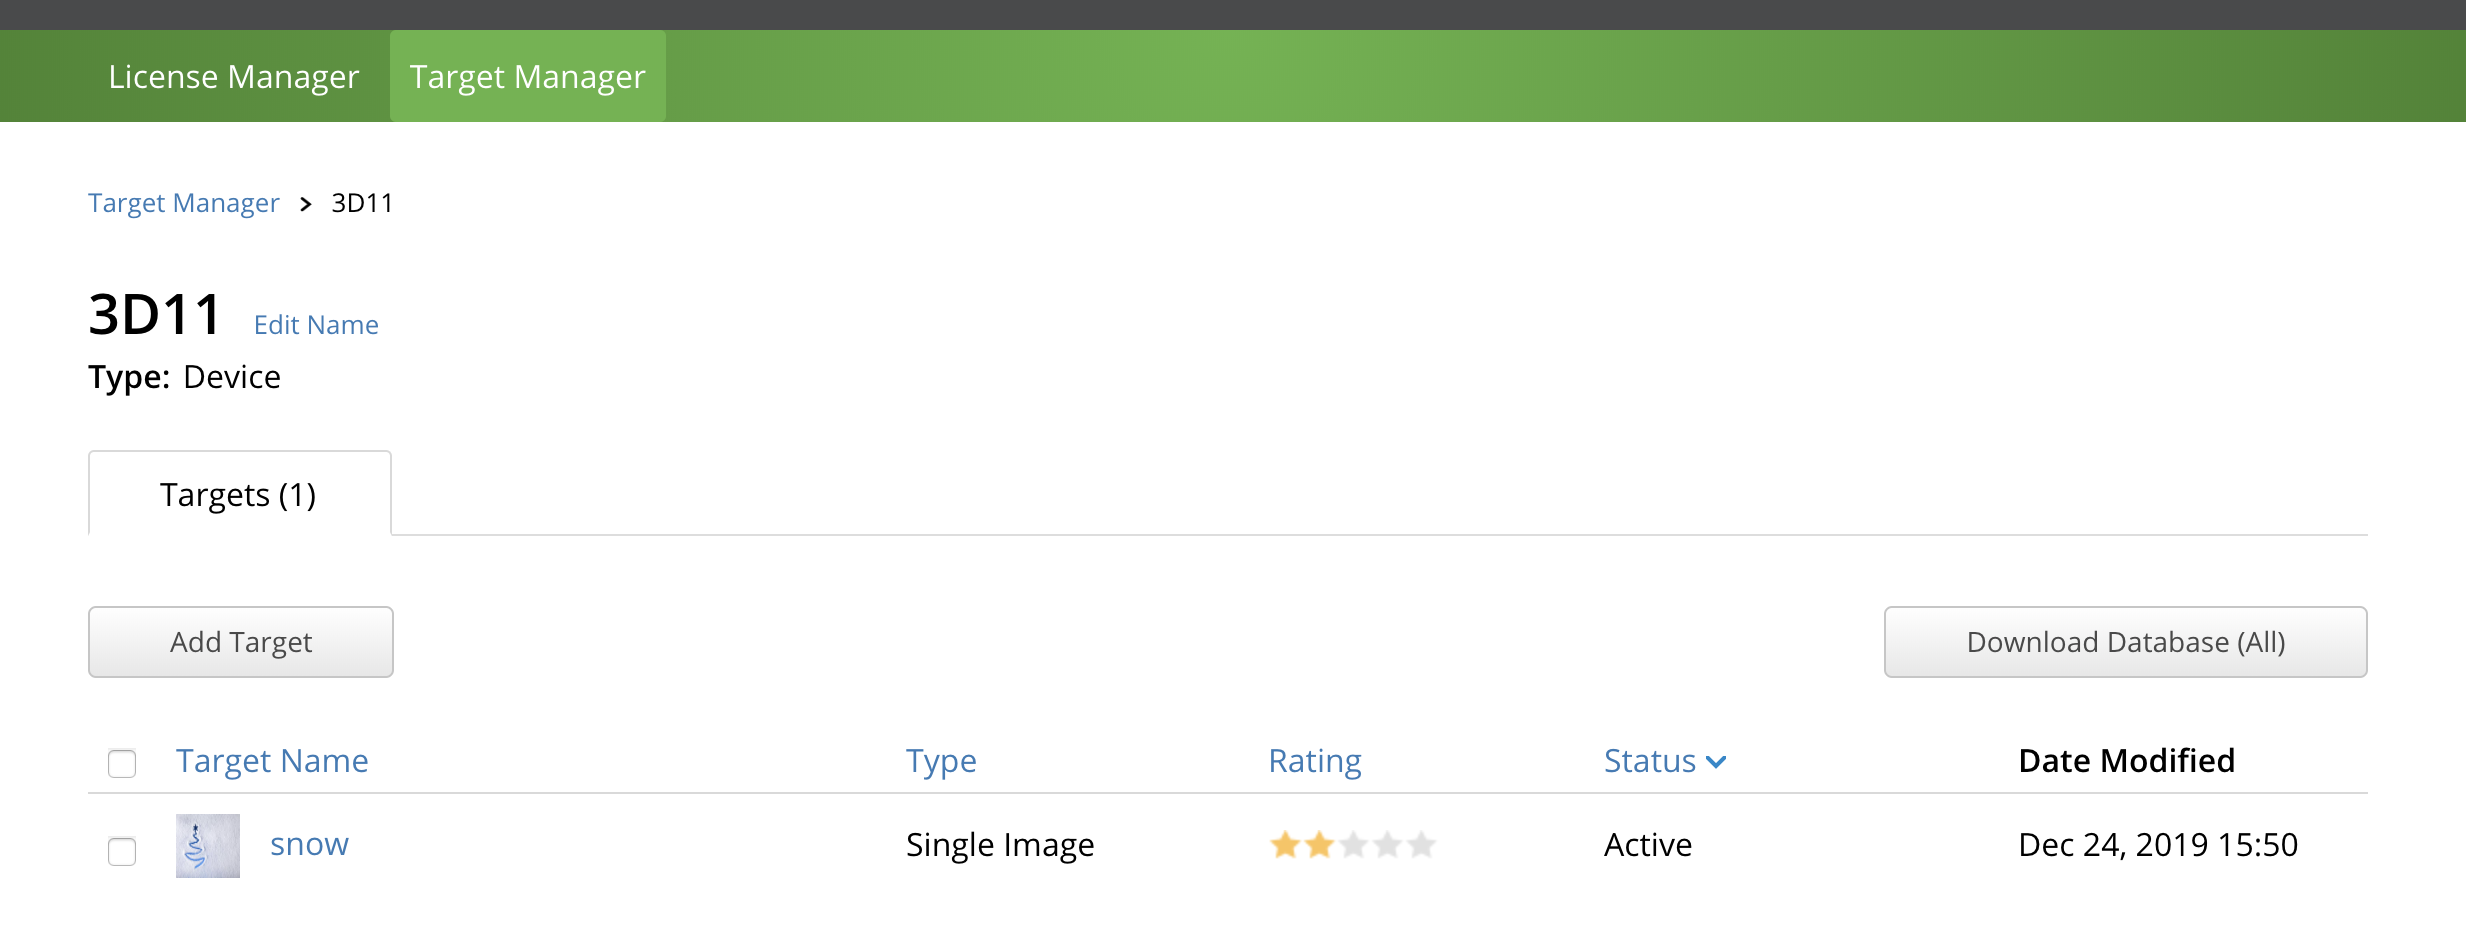 License Manager Target Manager
Target Manager > 3D11
3D11 Edit Name
Type: Device
Targets (1)
Add Target Download Database (All)
Target Name Type Rating Status Date Modified
snow Single Image Active Dec 24, 2019 15:50